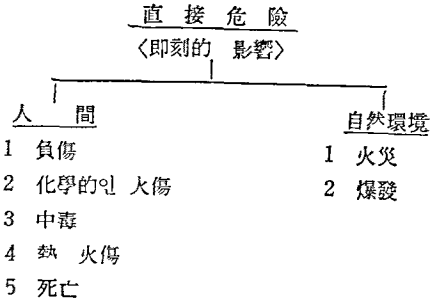 直接危險
<即刻的 影響>
人間
1 負傷
2 化學的인 火傷
3 中毒
4 熱 火傷
5 死亡
自然環境
1 火災
2 爆發